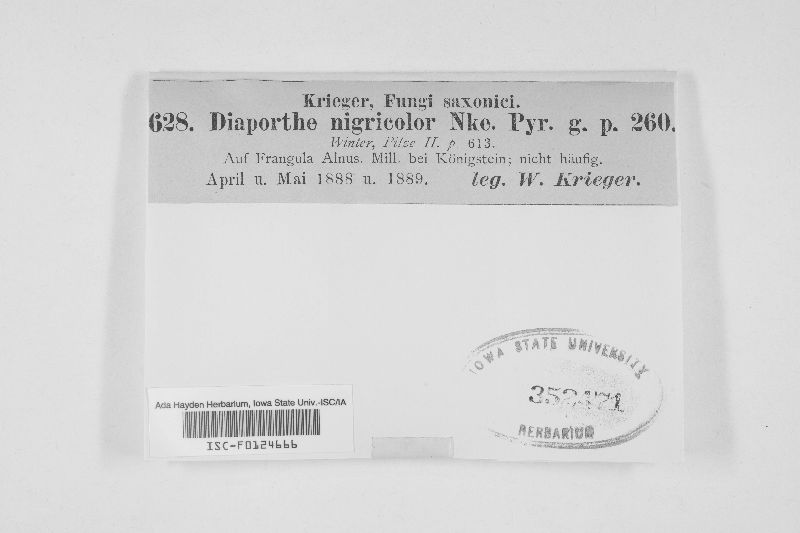 Krieger, Fungi saxonici.
628. Diaporthe nigricolor Nke. Pyr. g. p. 260.
Winter, Pilze II. p. 613.
Auf Frangula Alnus. Mill. bei Königstein; nicht häufig.
April u. Mai 1888 u. 1889. leg. W. Krieger.
IOWA STATE UNIVERSITY
352471
HERBARIUM
Ada Hayden Herbarium, Iowa State Univ.-ISC/IA
ISC-F0124666